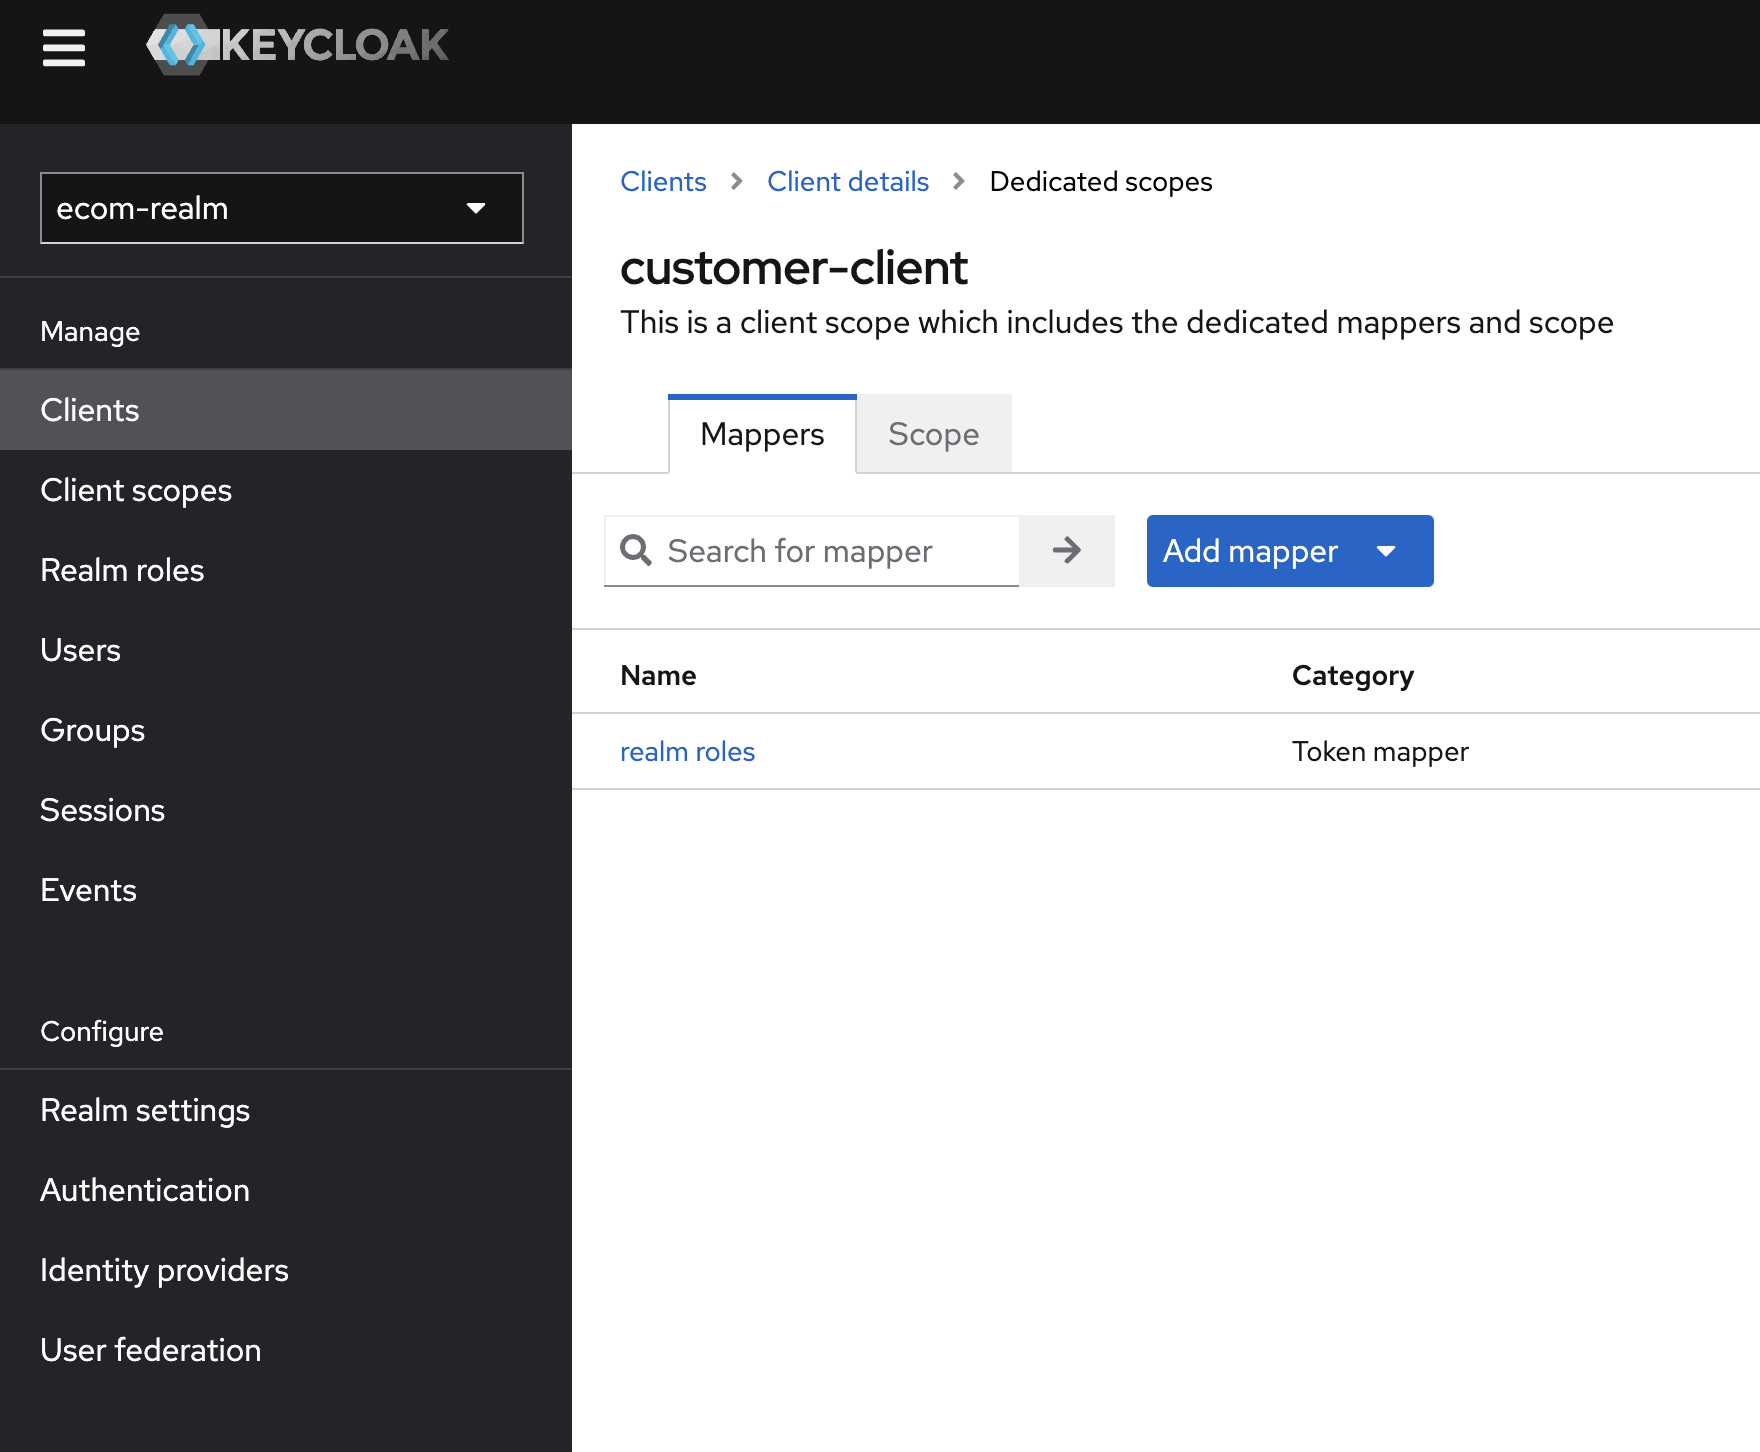 KEYCLOAK
ecom-realm
Manage
Clients
Client scopes
Realm roles
Users
Groups
Sessions
Events
Configure
Realm settings
Authentication
Identity providers
User federation
Clients > Client details > Dedicated scopes
customer-client
This is a client scope which includes the dedicated mappers and scope
Mappers Scope
Search for mapper Add mapper
Name Category
realm roles Token mapper